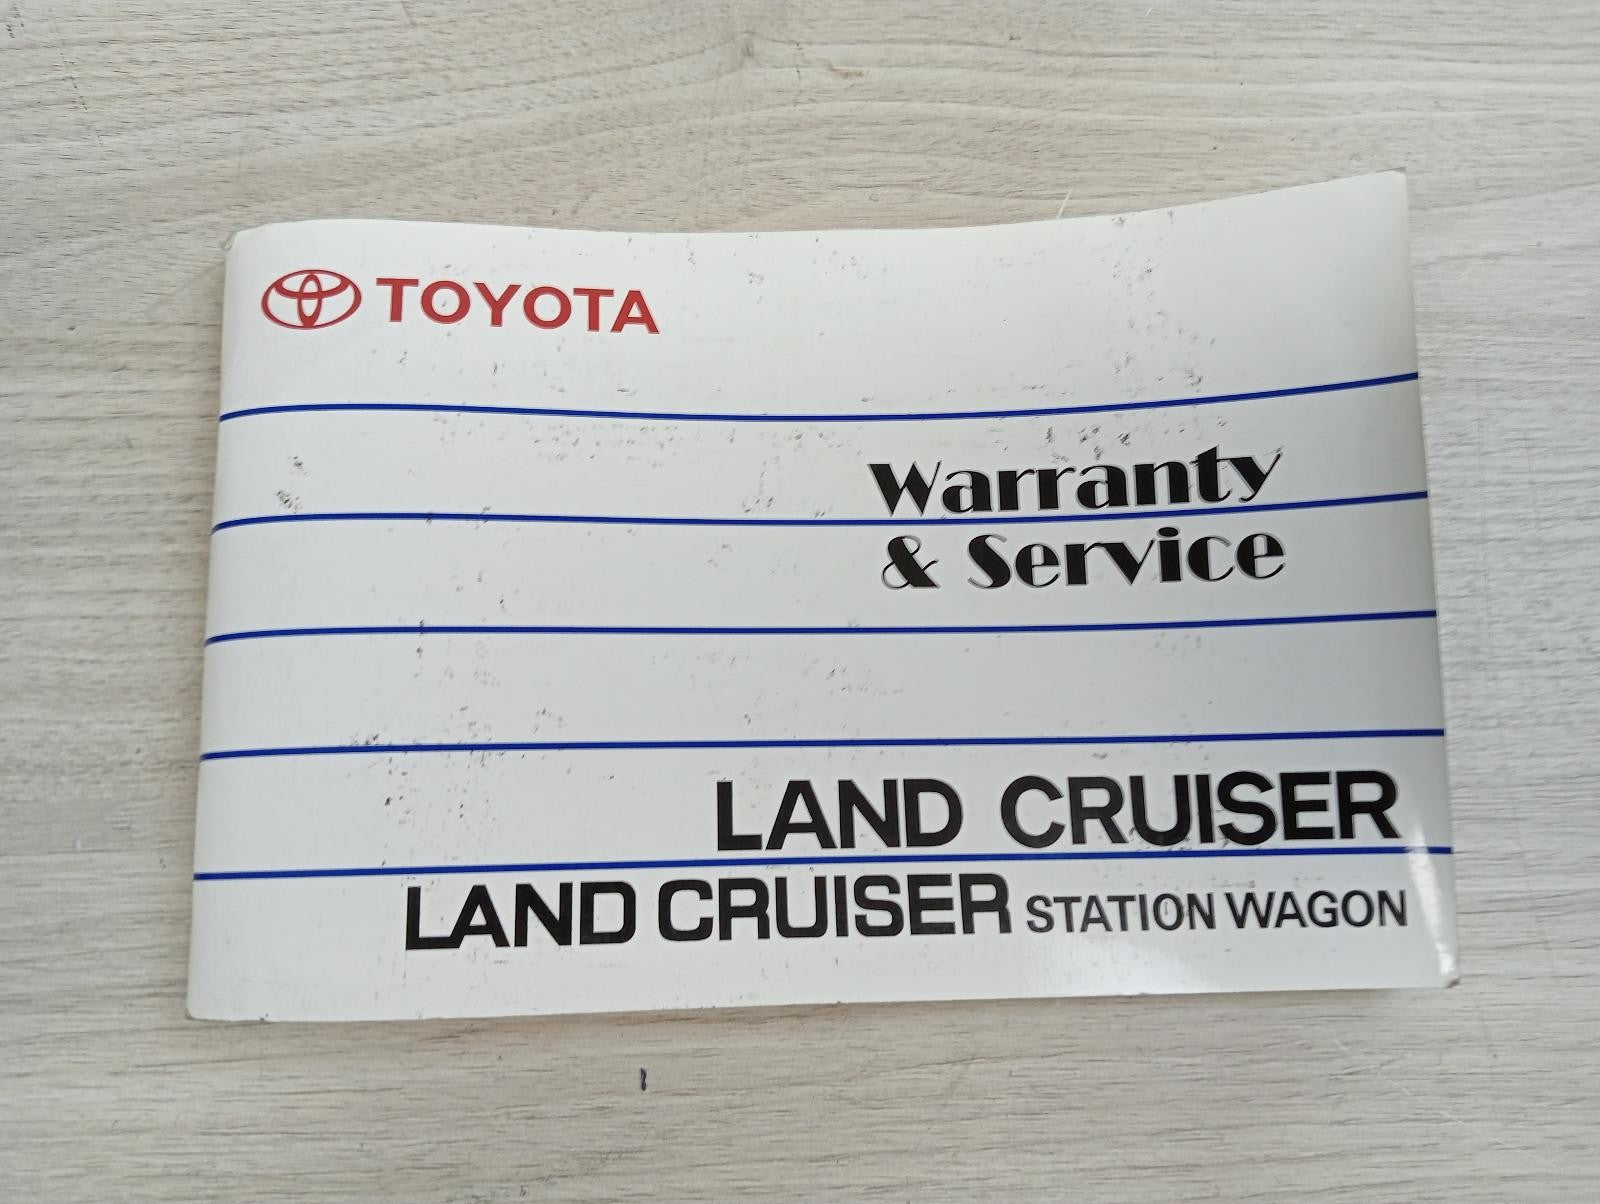 TOYOTA
Warranty
& Service
LAND CRUISER
LAND CRUISER STATION WAGON